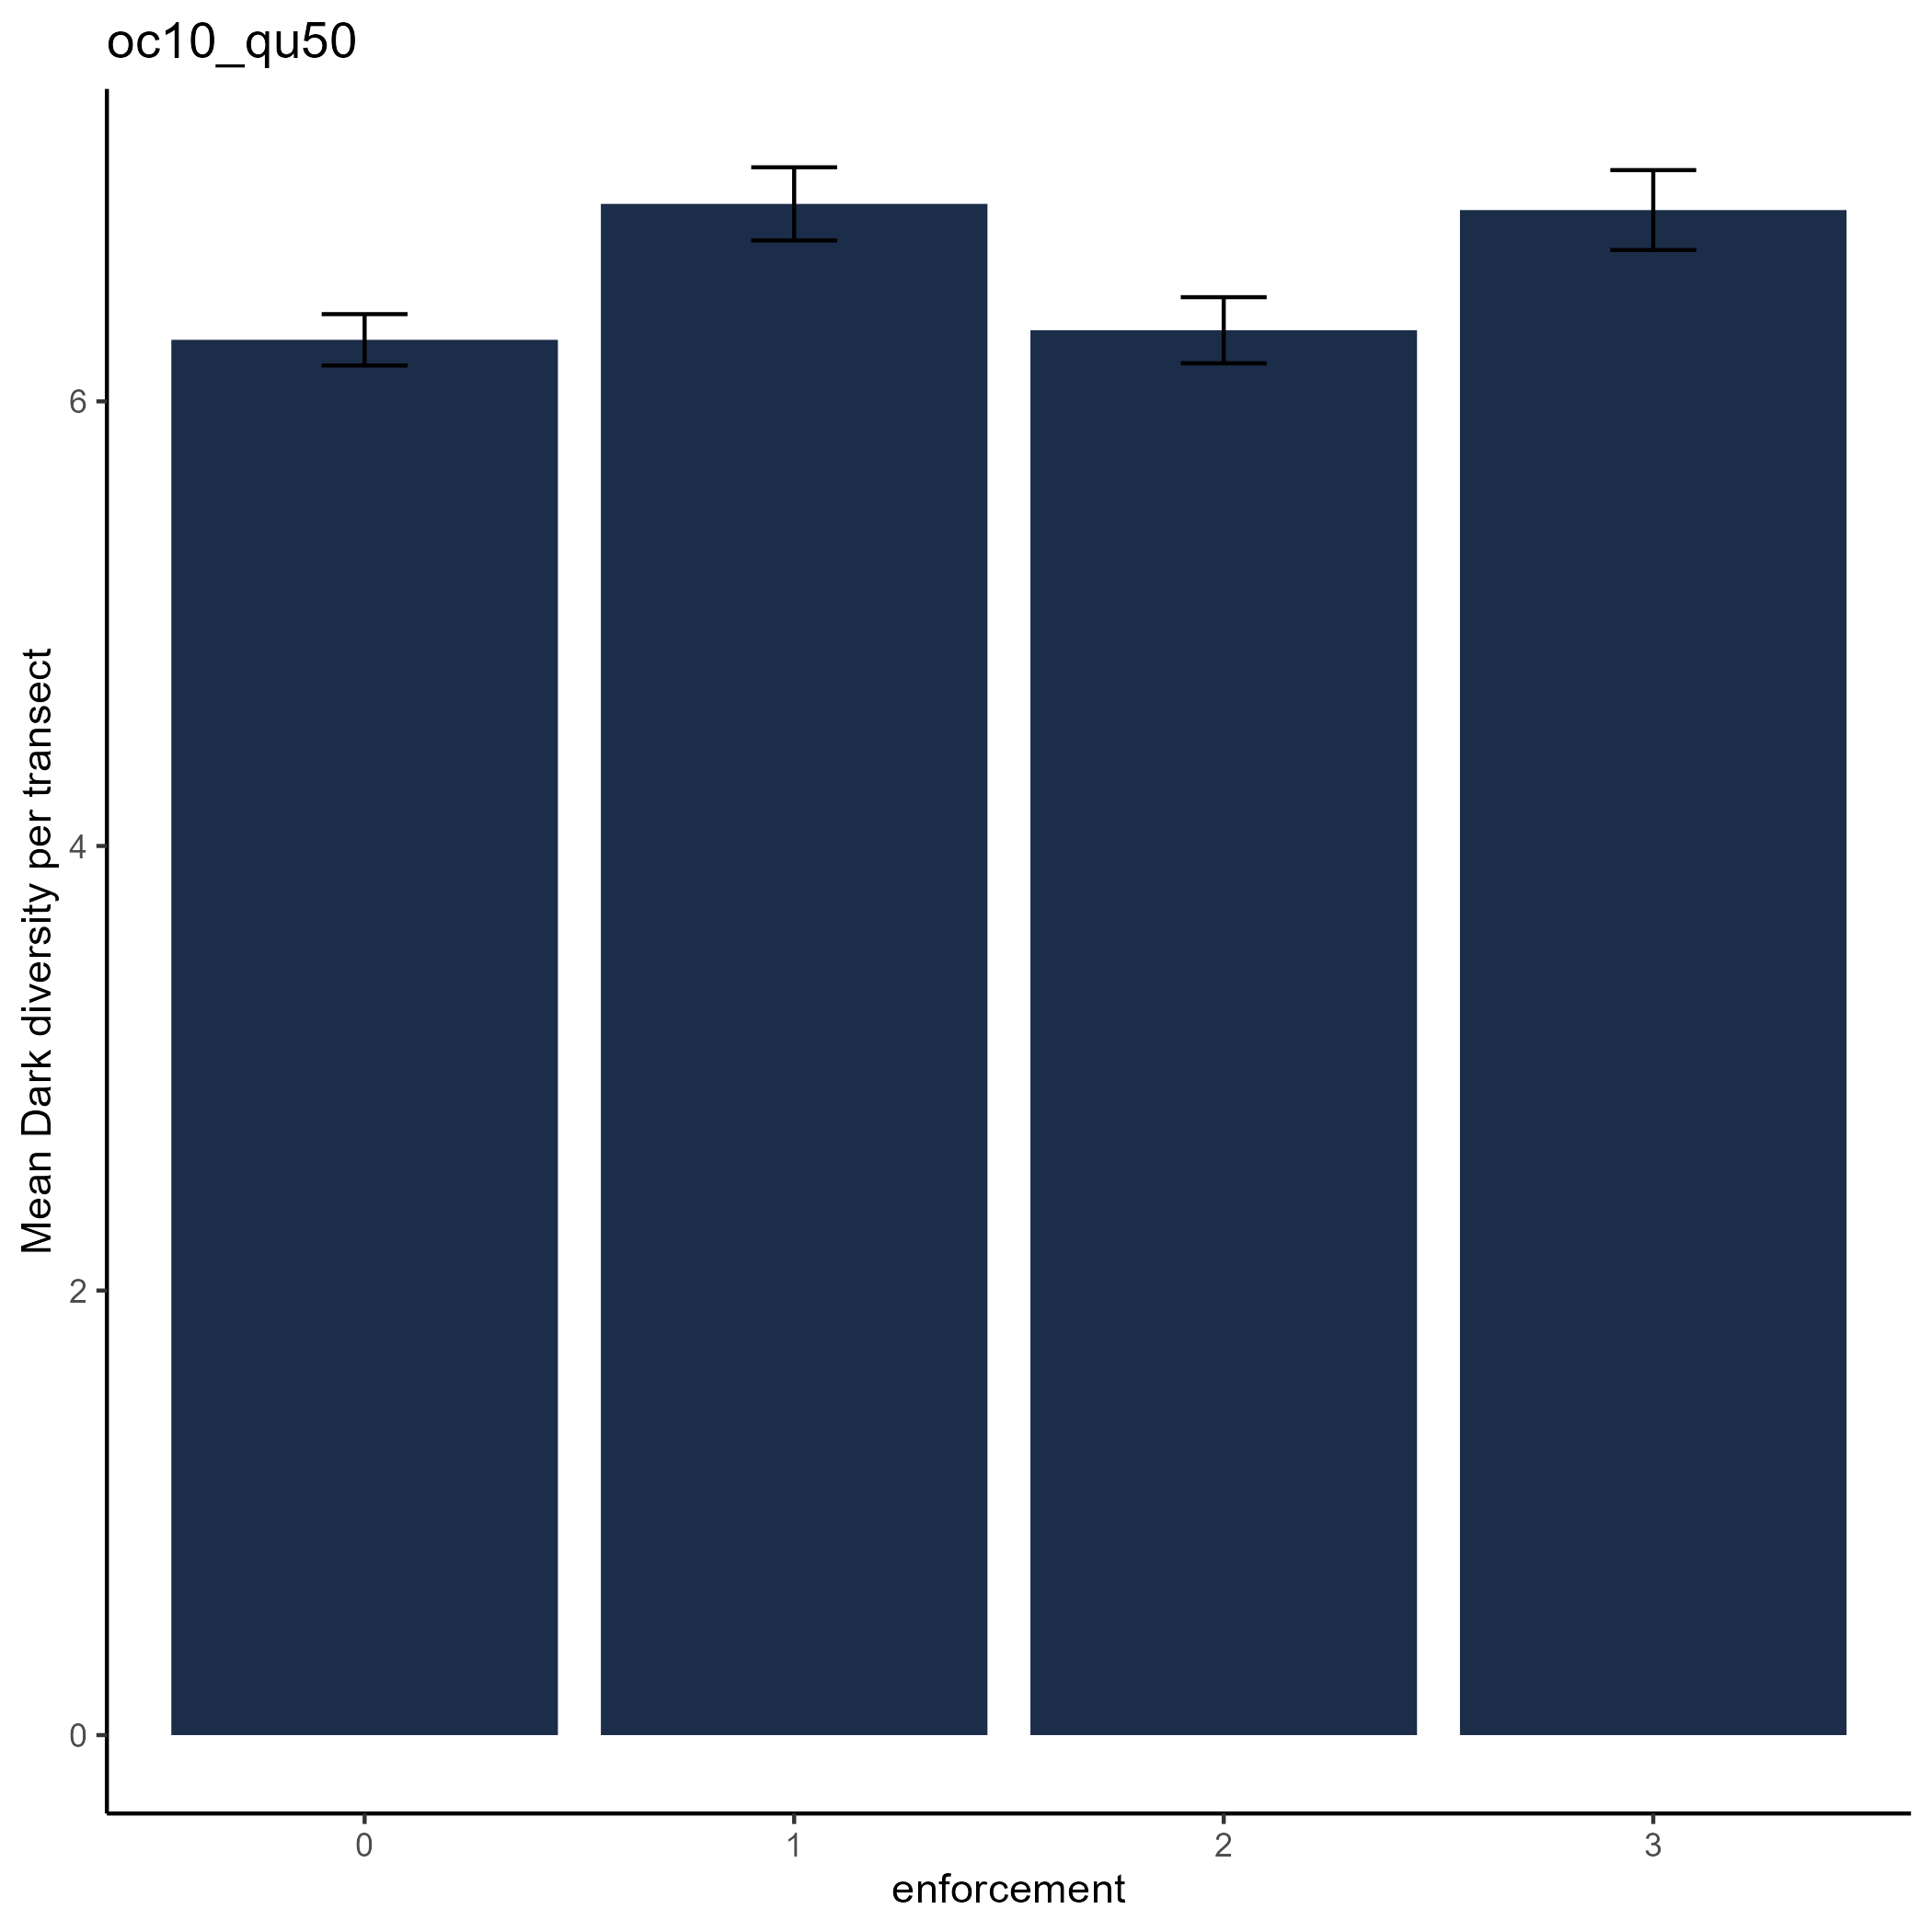 oc10_qu50
Mean Dark diversity per transect
6
4
2
0
0 1 2 3
enforcement